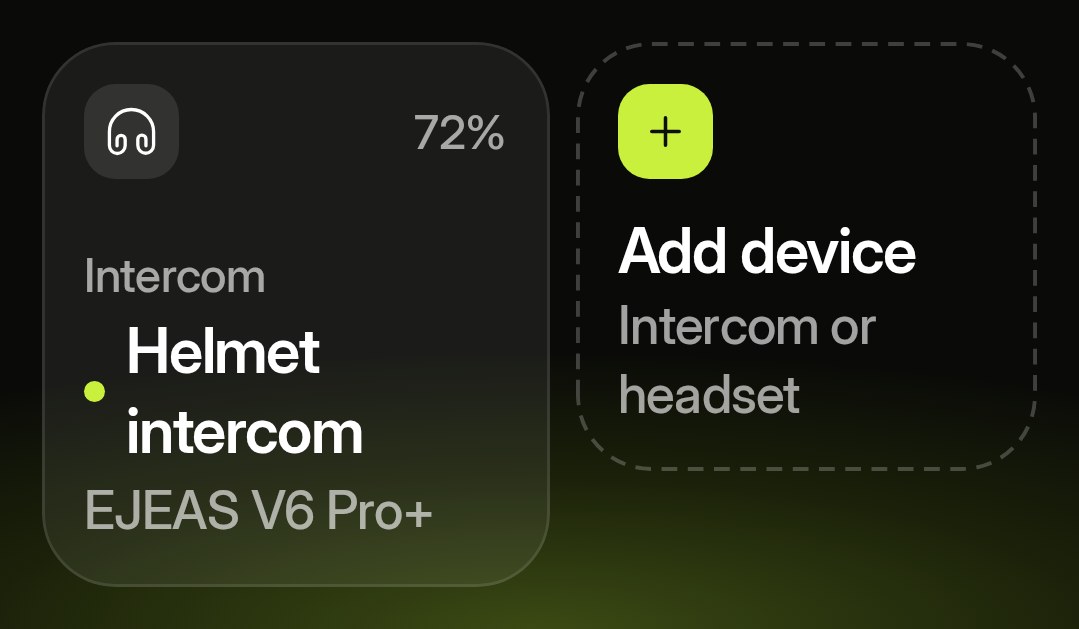 72%
Intercom
Helmet
intercom
EJEAS V6 Pro+
Add device
Intercom or
headset